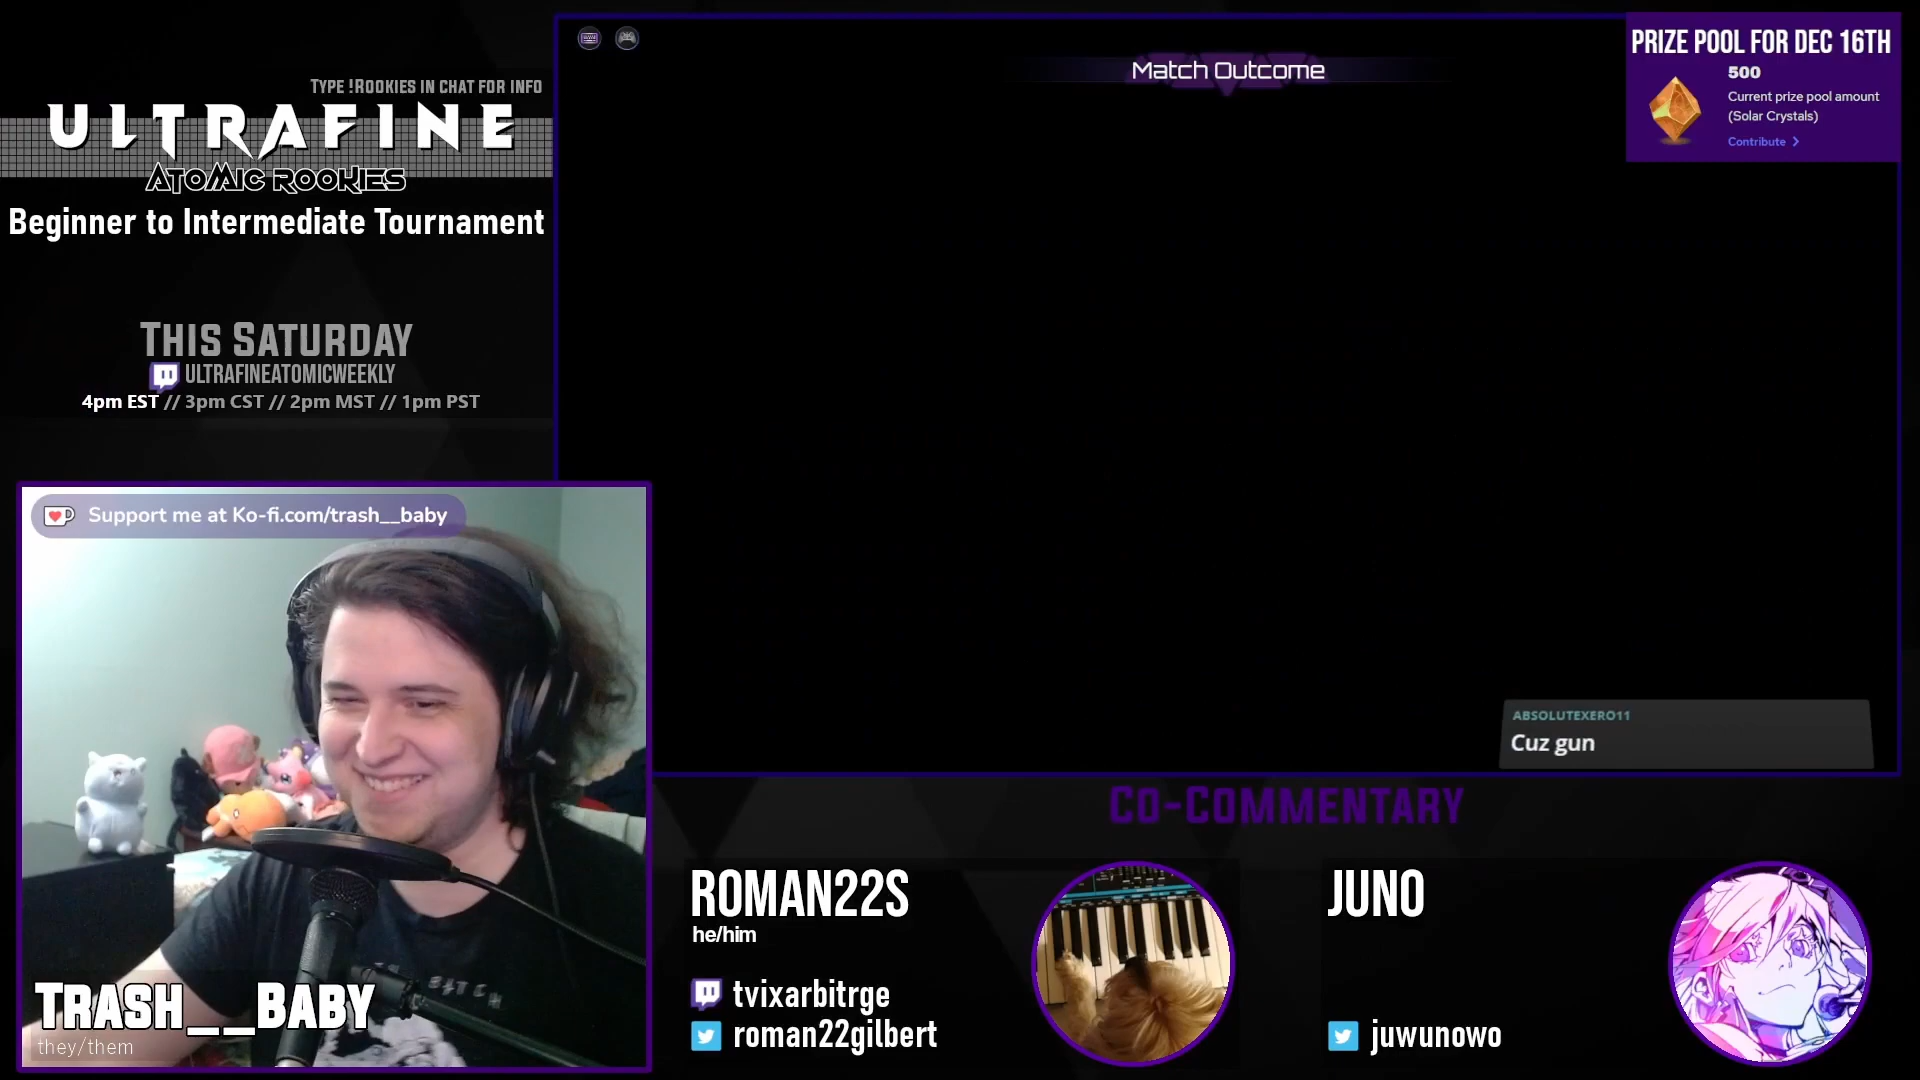 Type !Rookies in chat for info
ULTRAFINE
ATOMIC ROOKIES
Beginner to Intermediate Tournament
This Saturday
ULTRAFINEATOMICWEEKLY
4pm EST // 3pm CST // 2pm MST // 1pm PST
Match Outcome
PRIZE POOL FOR DEC 16TH
500
Current prize pool amount
(Solar Crystals)
Contribute >
Support me at Ko-fi.com/trash__baby
ABSOLUTEXERO11
Cuz gun
Trash__Baby
they/them
Co-Commentary
ROMAN22S
he/him
tvixarbitrge
roman22gilbert
JUNO
juwunowo